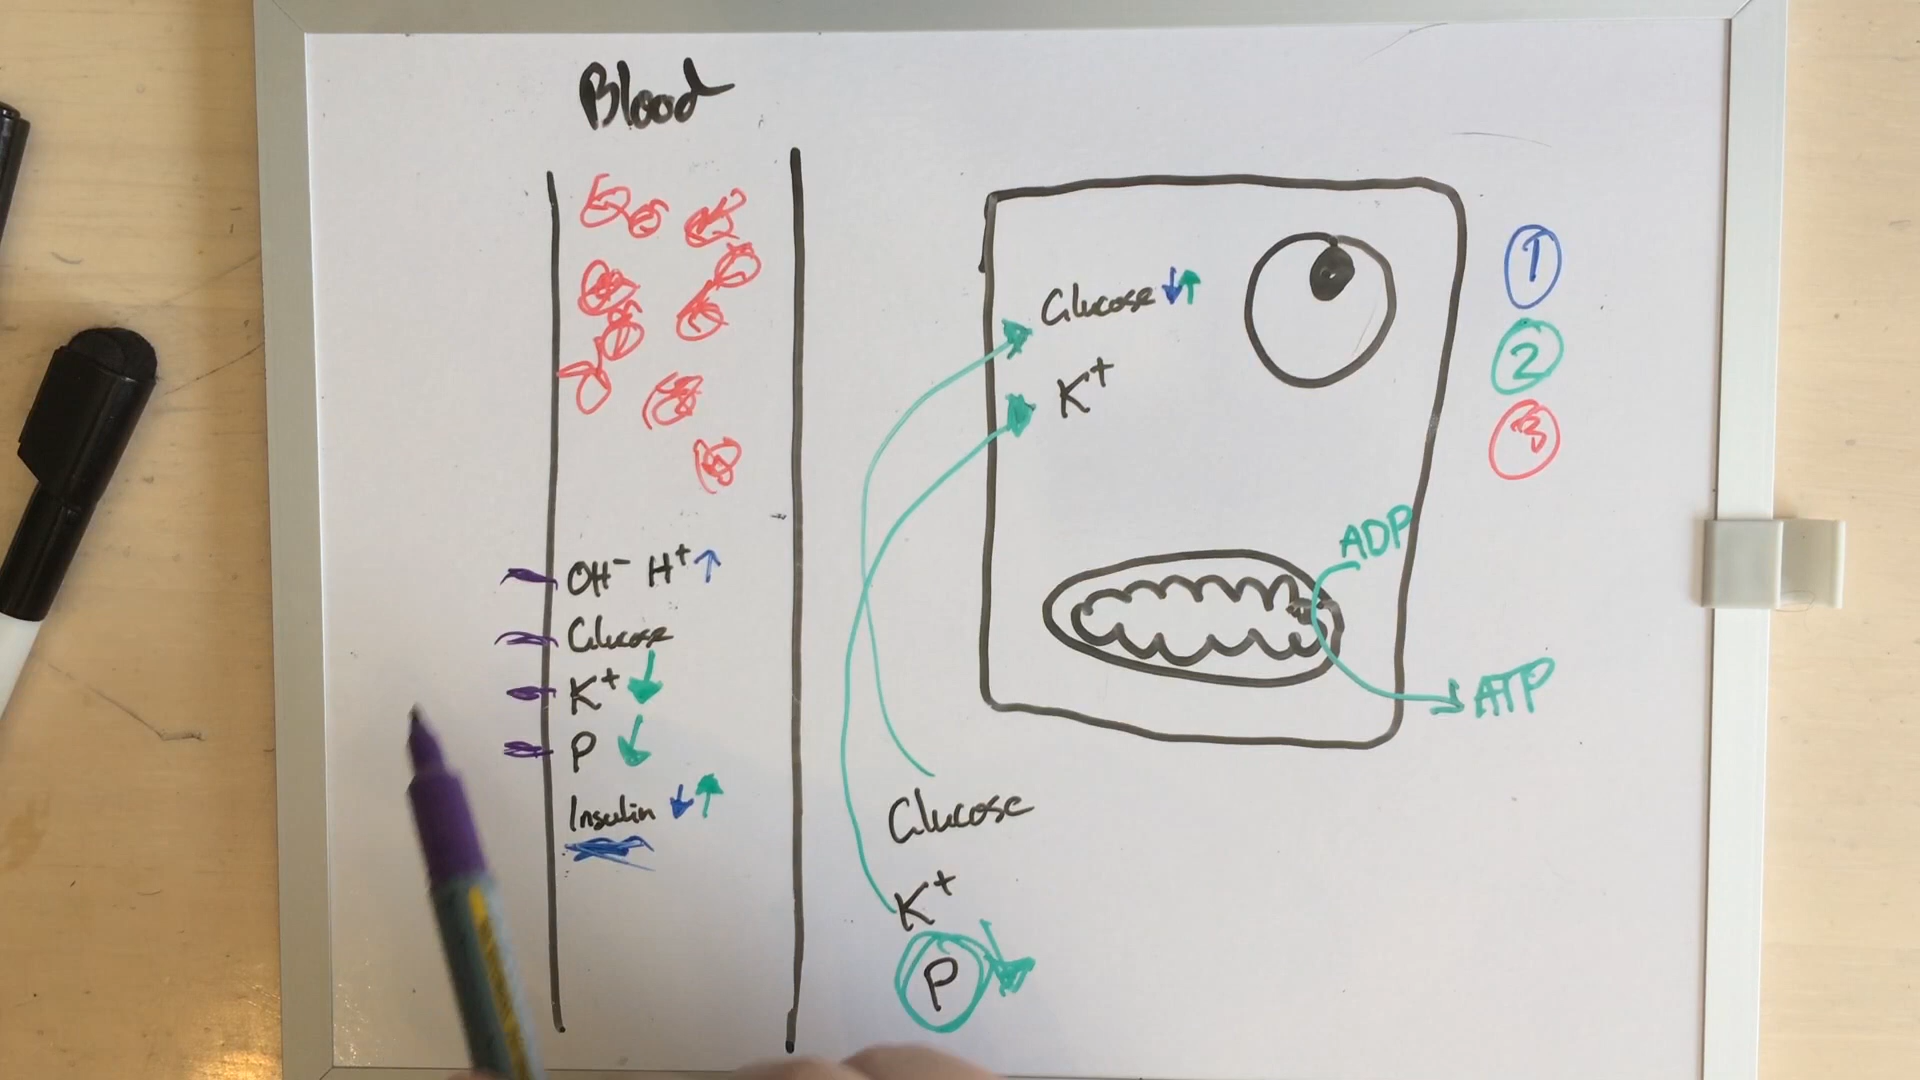 Blood
OH⁻ H⁺ ↑
Glucose
K⁺ ↓
P ↓
Insulin ↓↑
Glucose ↓↑
K⁺
ADP
ATP
Glucose
K⁺
P
1
2
3